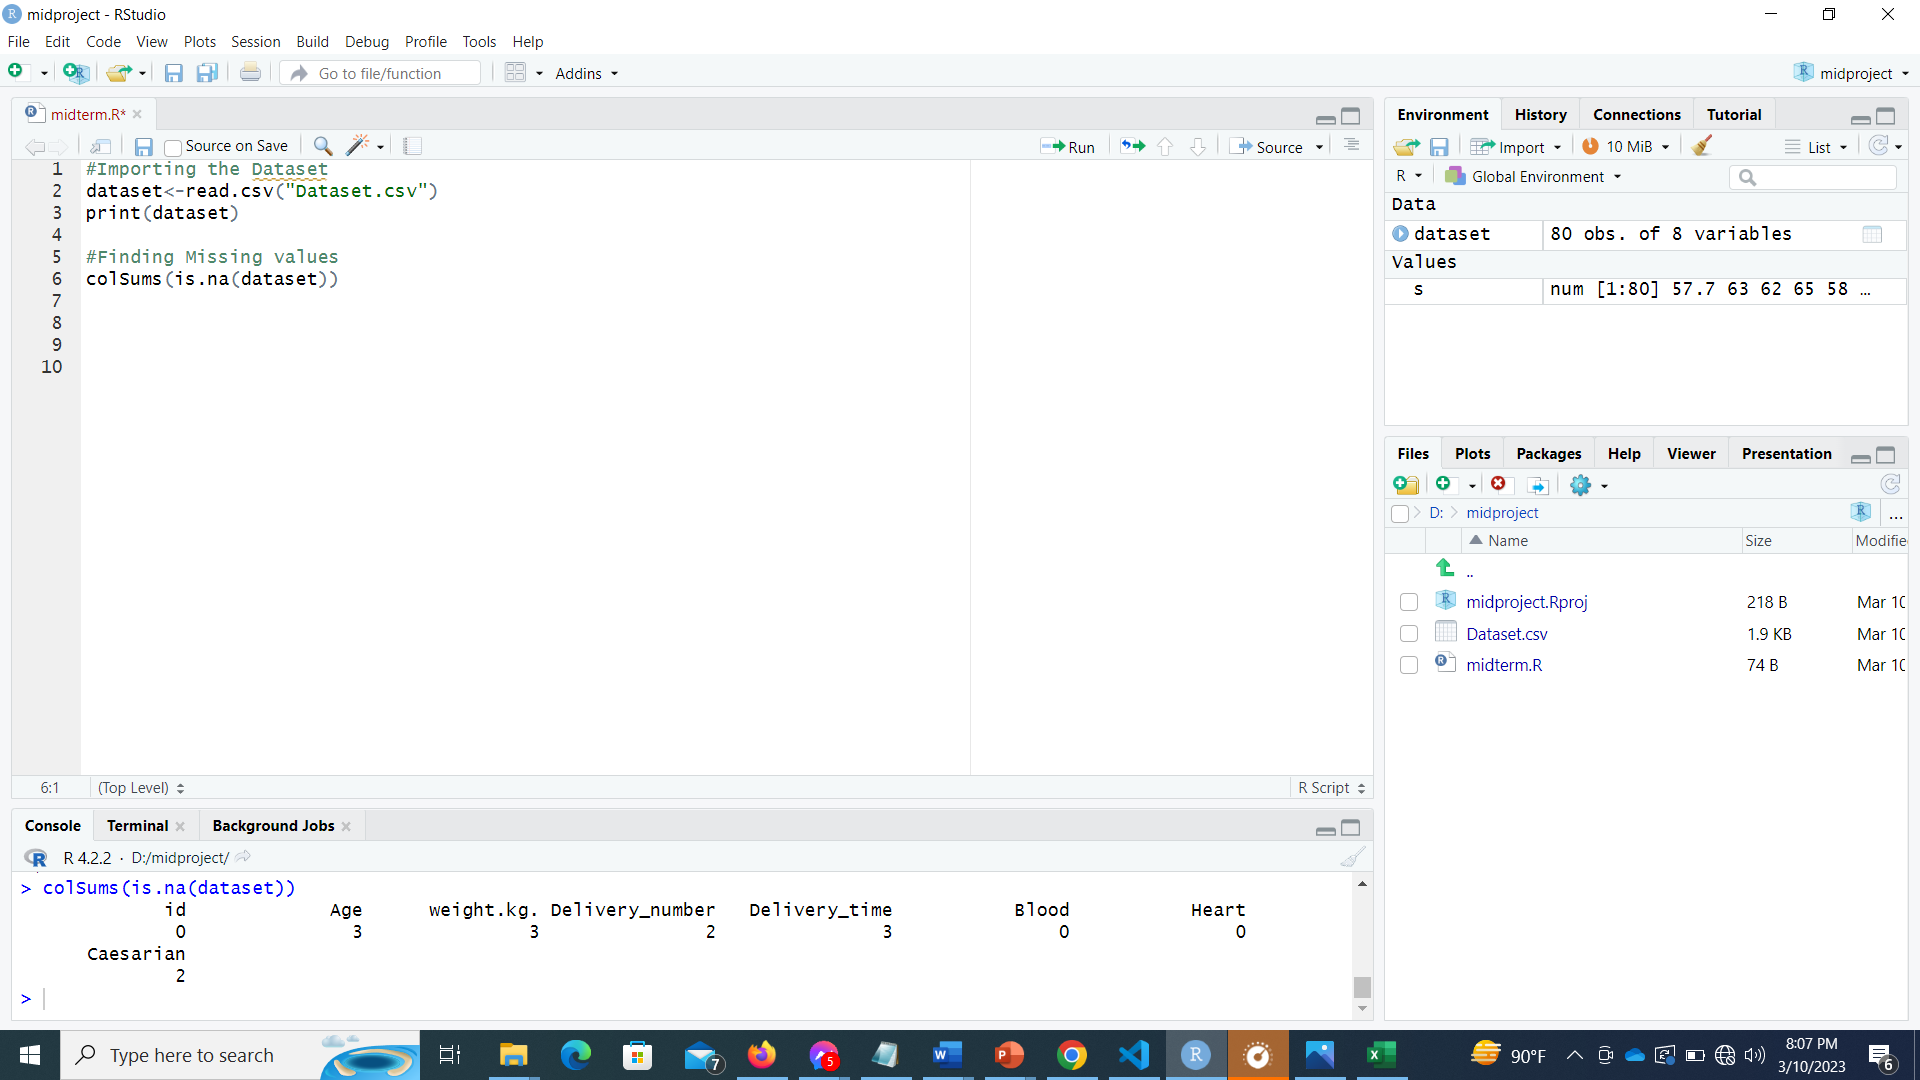 midproject - RStudio
File Edit Code View Plots Session Build Debug Profile Tools Help
Go to file/function Addins midproject
midterm.R*
Source on Save Run Source
1 #Importing the Dataset
2 dataset<-read.csv("Dataset.csv")
3 print(dataset)
4
5 #Finding Missing values
6 colSums(is.na(dataset))
7
8
9
10
6:1 (Top Level) R Script
Console Terminal Background Jobs
R 4.2.2 · D:/midproject/
> colSums(is.na(dataset))
id Age weight.kg. Delivery_number Delivery_time Blood Heart
0 3 3 2 3 0 0
Caesarian
2
>
Environment History Connections Tutorial
Import 10 MiB List
R Global Environment
Data
dataset 80 obs. of 8 variables
Values
s num [1:80] 57.7 63 62 65 58 …
Files Plots Packages Help Viewer Presentation
D: midproject R ...
Name Size Modifie
..
midproject.Rproj 218 B Mar 10
Dataset.csv 1.9 KB Mar 10
midterm.R 74 B Mar 10
Type here to search 7 5 90°F 8:07 PM
3/10/2023 6